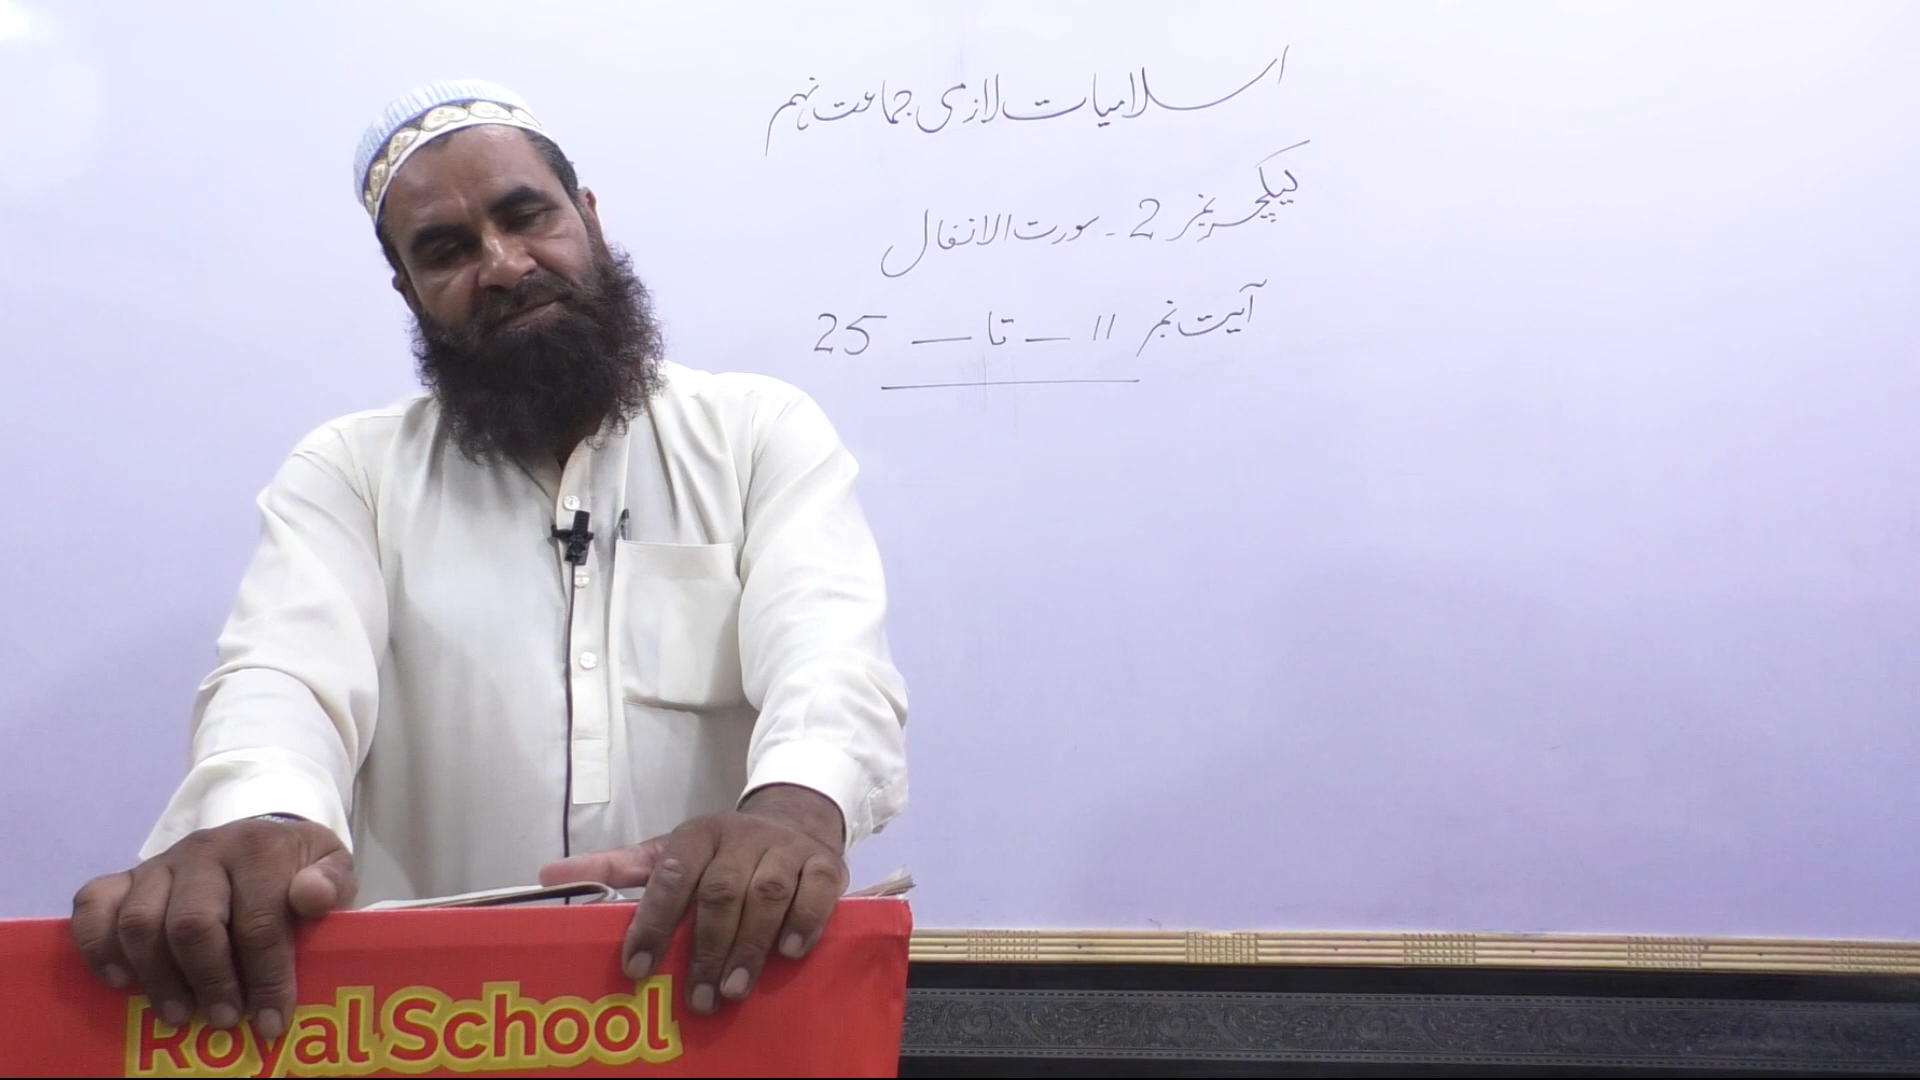 اسلامیات لازمی جماعت نہم
لیکچر نمبر 2 - سورت الانفال
آیت نمبر 11 — تا — 25
Royal School